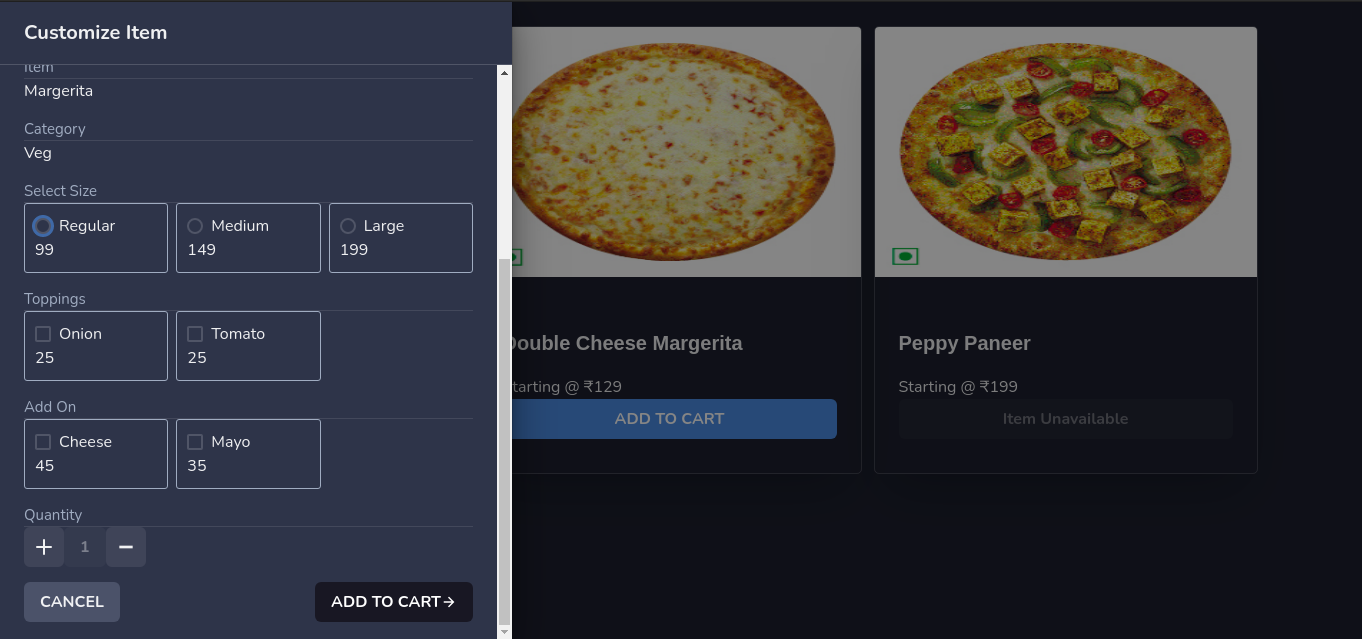 Customize Item
Item
Margerita
Category
Veg
Select Size
Regular
99
Medium
149
Large
199
Toppings
Onion
25
Tomato
25
Add On
Cheese
45
Mayo
35
Quantity
+ 1 −
CANCEL
ADD TO CART→
Double Cheese Margerita
Starting @ ₹129
ADD TO CART
Peppy Paneer
Starting @ ₹199
Item Unavailable